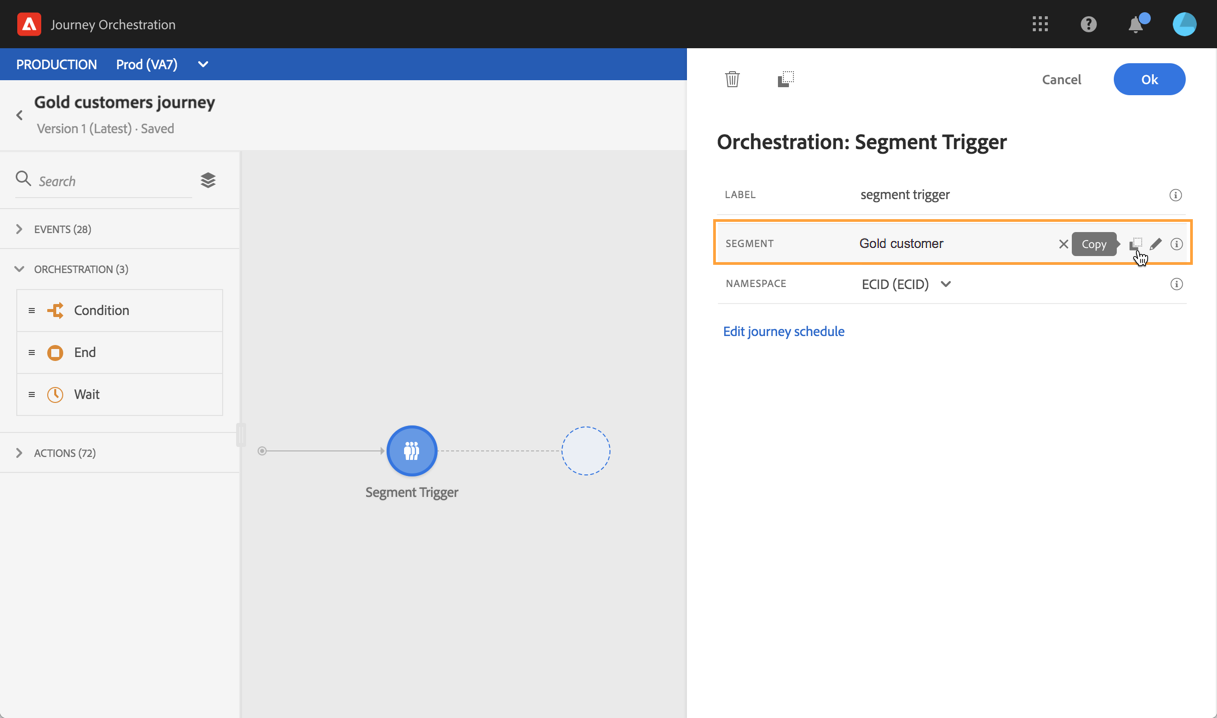 Journey Orchestration
PRODUCTION Prod (VA7)
Gold customers journey
Version 1 (Latest) · Saved
Search
EVENTS (28)
ORCHESTRATION (3)
Condition
End
Wait
ACTIONS (72)
Segment Trigger
Cancel Ok
Orchestration: Segment Trigger
LABEL segment trigger
SEGMENT Gold customer Copy
NAMESPACE ECID (ECID)
Edit journey schedule